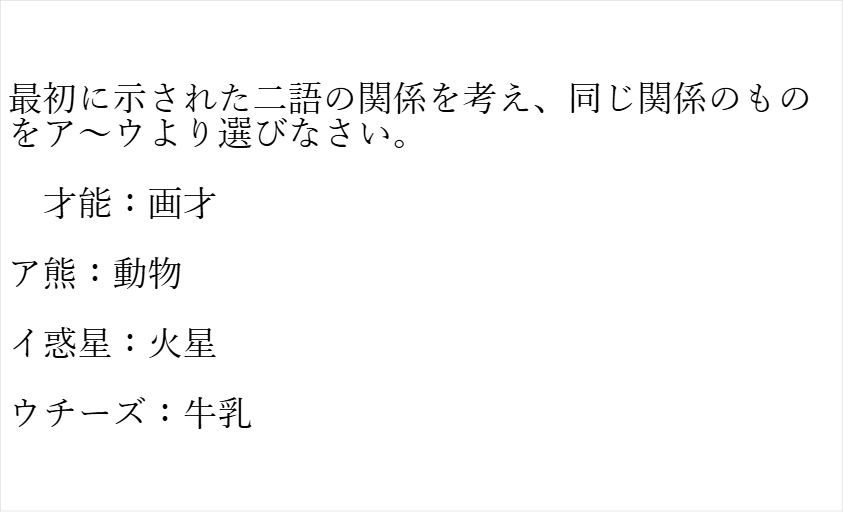 最初に示された二語の関係を考え、同じ関係のもの
をア〜ウより選びなさい。
　才能：画才
ア熊：動物
イ惑星：火星
ウチーズ：牛乳